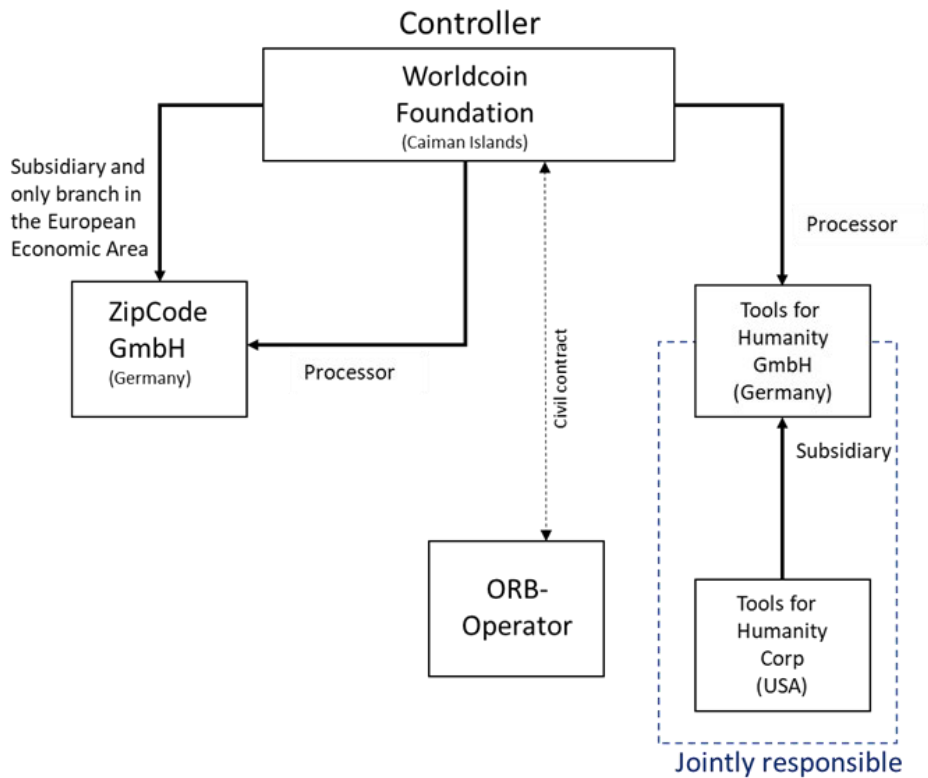 Controller
Worldcoin
Foundation
(Caiman Islands)
Subsidiary and
only branch in
the European
Economic Area
Processor
ZipCode
GmbH
(Germany)
Processor
Civil contract
Tools for
Humanity
GmbH
(Germany)
Subsidiary
ORB-
Operator
Tools for
Humanity
Corp
(USA)
Jointly responsible